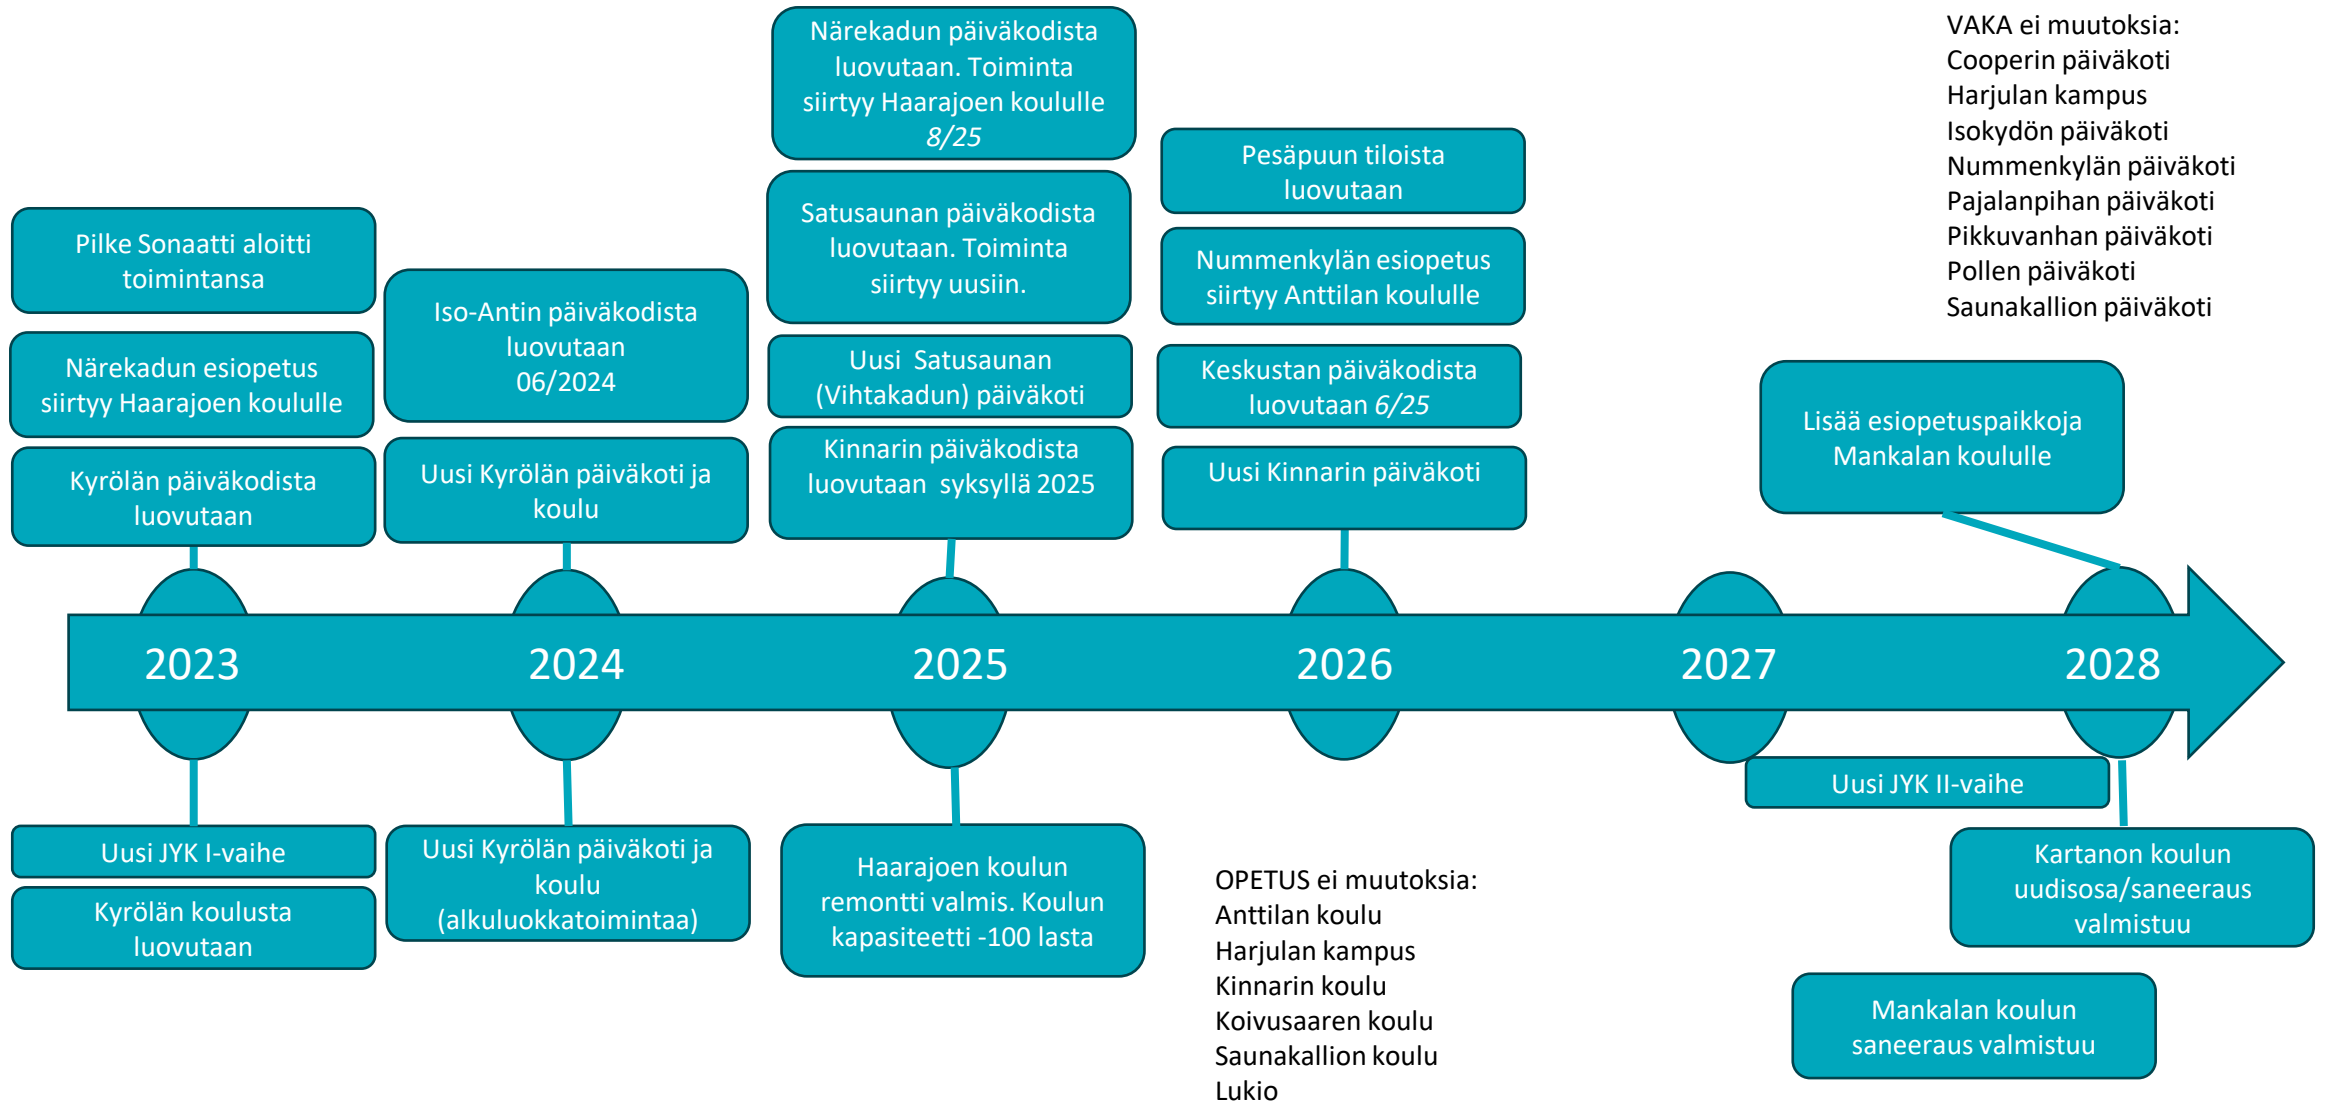 Pilke Sonaatti aloitti
toimintansa
Närekadun esiopetus
siirtyy Haarajoen koululle
Kyrölän päiväkodista
luovutaan
Iso-Antin päiväkodista
luovutaan
06/2024
Uusi Kyrölän päiväkoti ja
koulu
Närekadun päiväkodista
luovutaan. Toiminta
siirtyy Haarajoen koululle
8/25
Satusaunan päiväkodista
luovutaan. Toiminta
siirtyy uusiin.
Uusi Satusaunan
(Vihtakadun) päiväkoti
Kinnarin päiväkodista
luovutaan syksyllä 2025
Pesäpuun tiloista
luovutaan
Nummenkylän esiopetus
siirtyy Anttilan koululle
Keskustan päiväkodista
luovutaan 6/25
Uusi Kinnarin päiväkoti
VAKA ei muutoksia:
Cooperin päiväkoti
Harjulan kampus
Isokydön päiväkoti
Nummenkylän päiväkoti
Pajalanpihan päiväkoti
Pikkuvanhan päiväkoti
Pollen päiväkoti
Saunakallion päiväkoti
Lisää esiopetuspaikkoja
Mankalan koululle
2023
2024
2025
2026
2027
2028
Uusi JYK I-vaihe
Kyrölän koulusta
luovutaan
Uusi Kyrölän päiväkoti ja
koulu
(alkuluokkatoimintaa)
Haarajoen koulun
remontti valmis. Koulun
kapasiteetti -100 lasta
OPETUS ei muutoksia:
Anttilan koulu
Harjulan kampus
Kinnarin koulu
Koivusaaren koulu
Saunakallion koulu
Lukio
Uusi JYK II-vaihe
Kartanon koulun
uudisosa/saneeraus
valmistuu
Mankalan koulun
saneeraus valmistuu